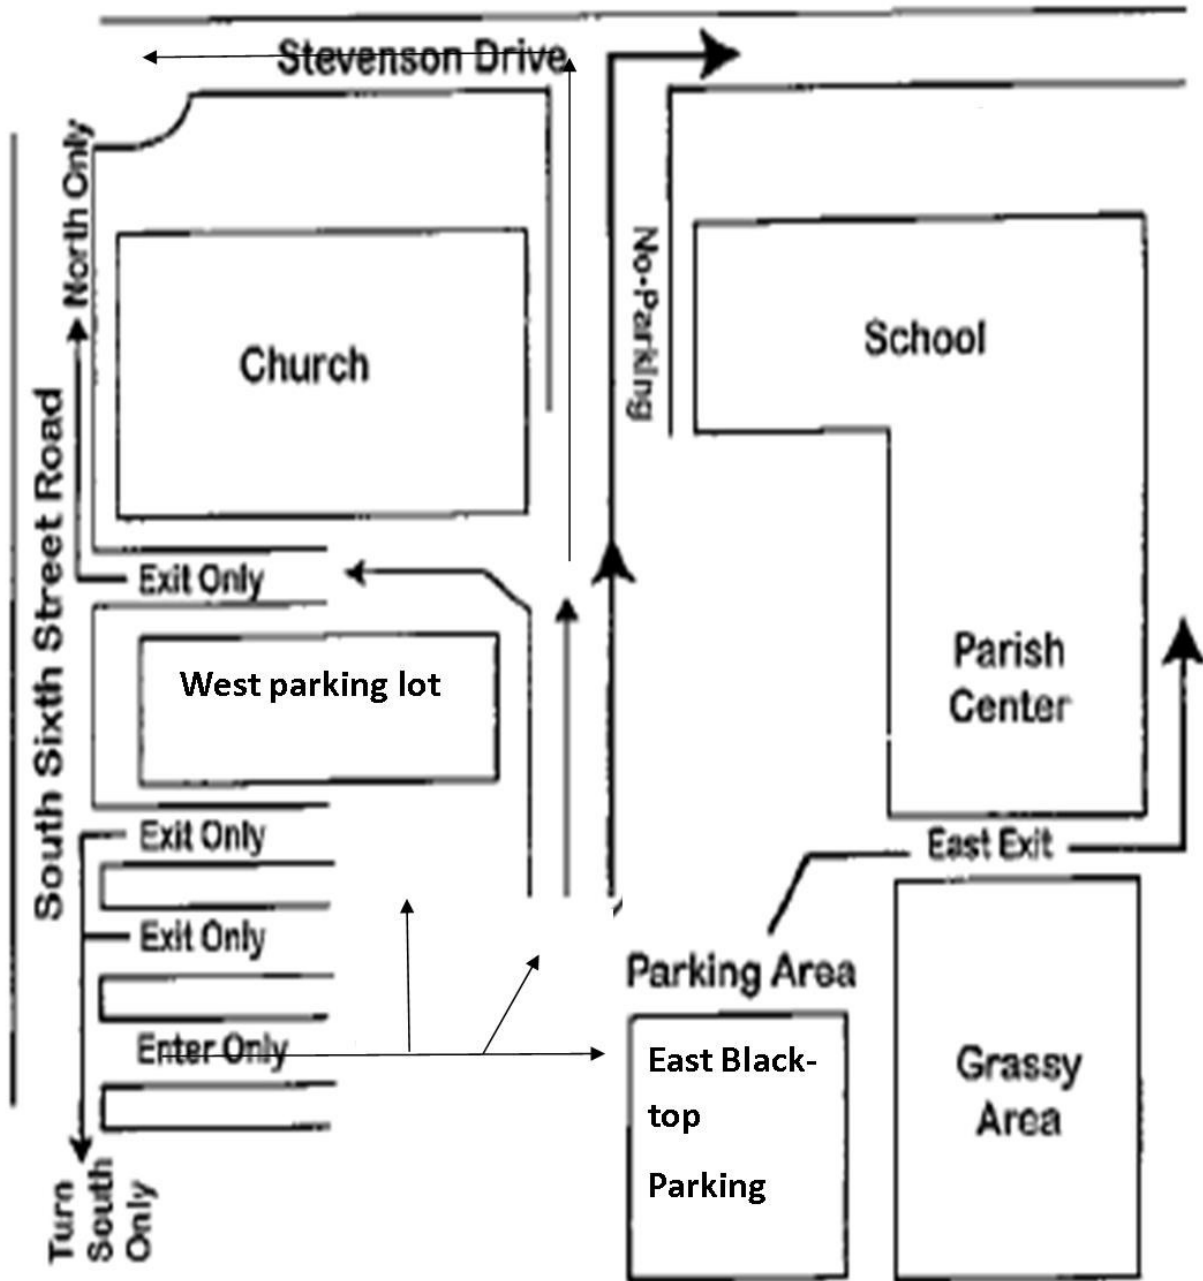 Stevenson Drive
North Only
No-Parking
School
Church
South Sixth Street Road
Exit Only
Parish
Center
West parking lot
Exit Only
East Exit
Exit Only
Parking Area
Enter Only
East Black-
top
Parking
Grassy
Area
Turn
South
Only